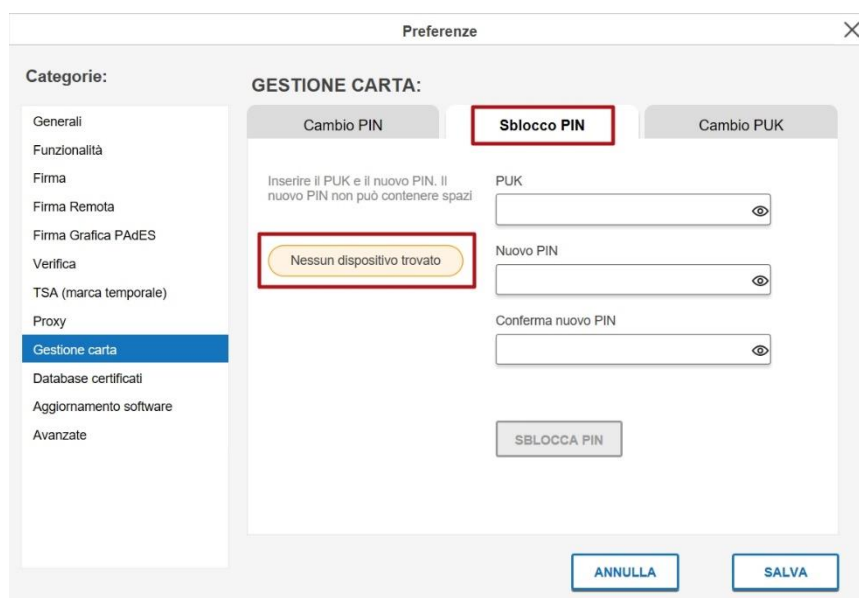 Preferenze
Categorie:
Generali
Funzionalità
Firma
Firma Remota
Firma Grafica PAdES
Verifica
TSA (marca temporale)
Proxy
Gestione carta
Database certificati
Aggiornamento software
Avanzate
GESTIONE CARTA:
Cambio PIN
Sblocco PIN
Cambio PUK
Inserire il PUK e il nuovo PIN. Il
nuovo PIN non può contenere spazi
Nessun dispositivo trovato
PUK
Nuovo PIN
Conferma nuovo PIN
SBLOCCA PIN
ANNULLA
SALVA